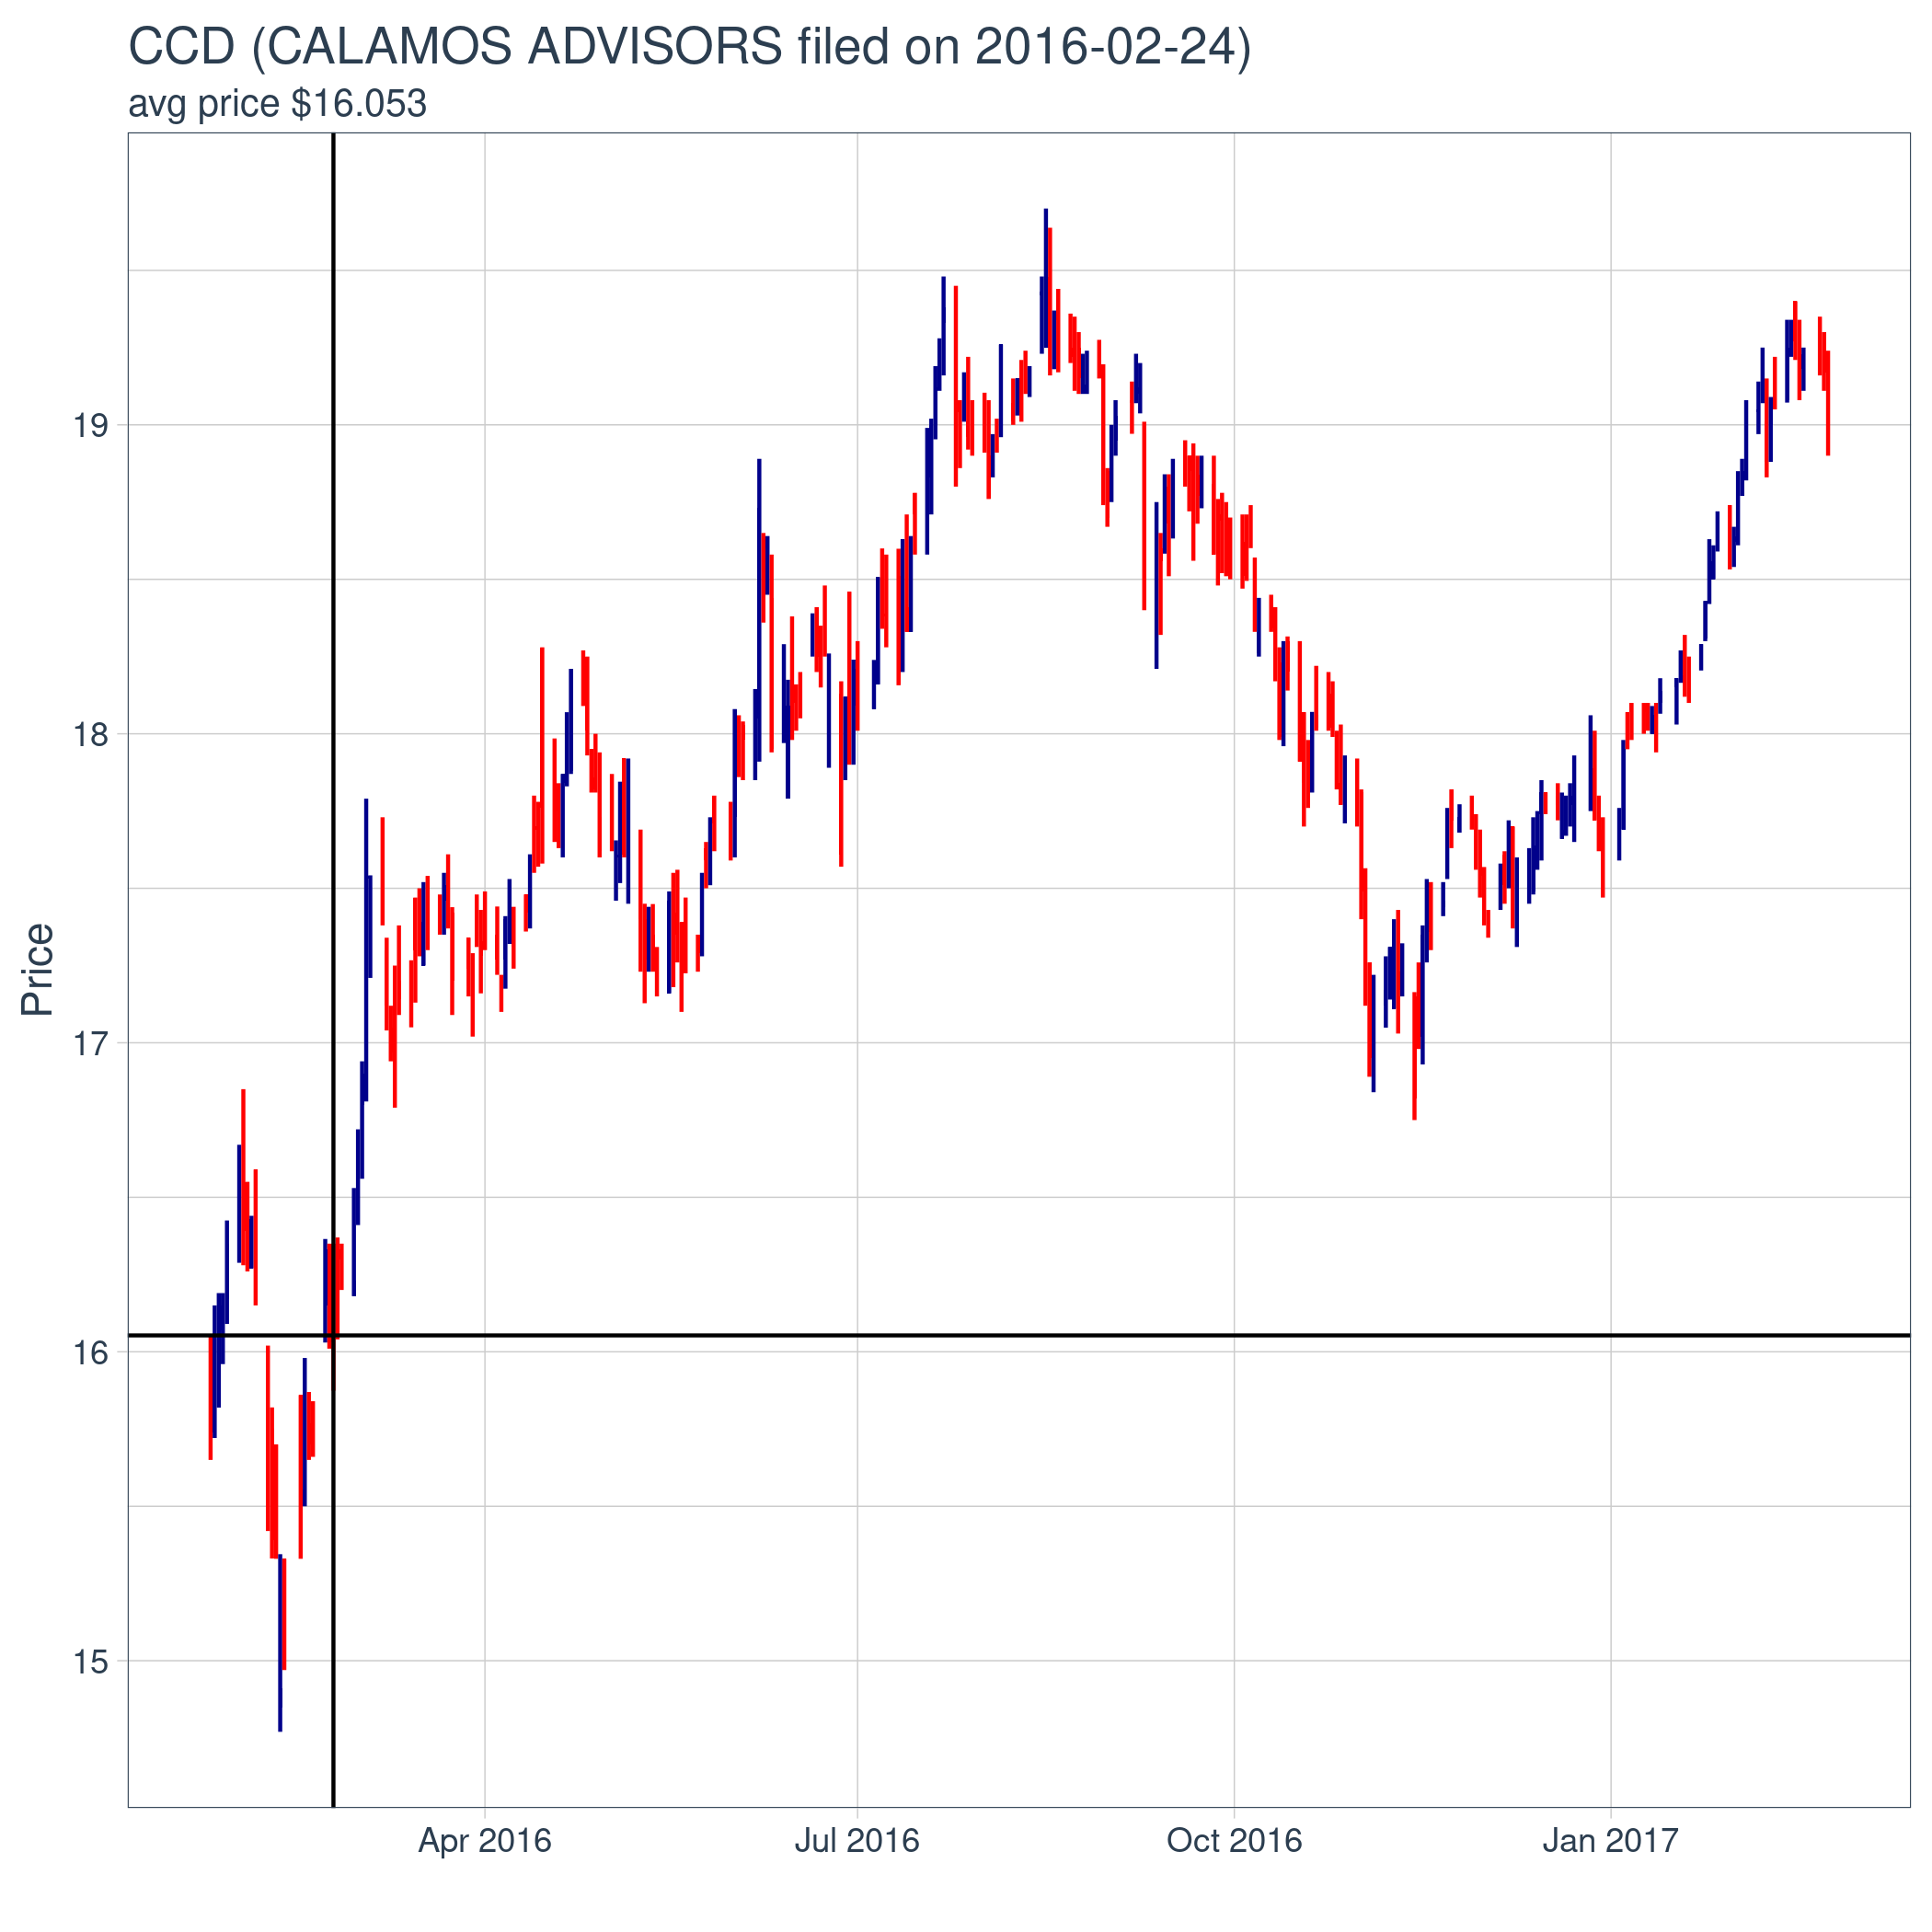 CCD (CALAMOS ADVISORS filed on 2016-02-24)
avg price $16.053
Price
19
18
17
16
15
Apr 2016
Jul 2016
Oct 2016
Jan 2017